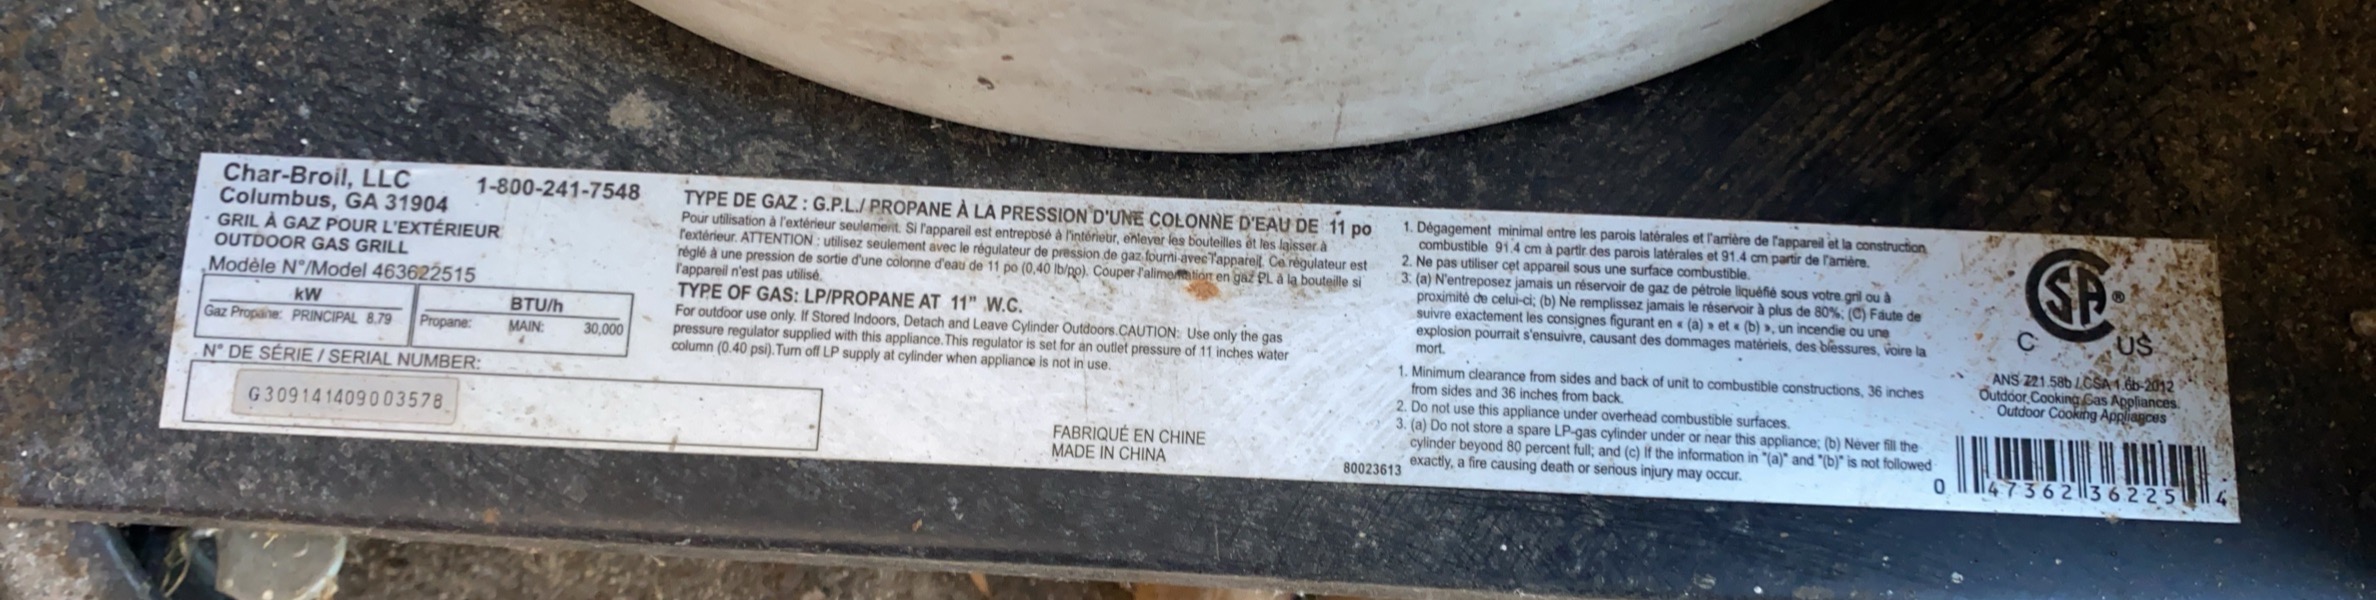 Char-Broil, LLC
Columbus, GA 31904
1-800-241-7548
GRIL À GAZ POUR L'EXTÉRIEUR
OUTDOOR GAS GRILL
Modèle N°/Model 463622515
kW
Gaz Propane: PRINCIPAL 8.79
BTU/h
Propane: MAIN: 30,000
N° DE SÉRIE / SERIAL NUMBER:
G309141409003578
TYPE DE GAZ : G.P.L./ PROPANE À LA PRESSION D'UNE COLONNE D'EAU DE 11 po
Pour utilisation à l'extérieur seulement. Si l'appareil est entreposé à l'intérieur, enlever les bouteilles et les laisser à
l'extérieur. ATTENTION : utilisez seulement avec le régulateur de pression de gaz fourni avec l'appareil. Ce régulateur est
réglé à une pression de sortie d'une colonne d'eau de 11 po (0,40 lb/po). Couper l'alimentation en gaz PL à la bouteille si
l'appareil n'est pas utilisé.
TYPE OF GAS: LP/PROPANE AT 11" W.C.
For outdoor use only. If Stored Indoors, Detach and Leave Cylinder Outdoors.CAUTION: Use only the gas
pressure regulator supplied with this appliance.This regulator is set for an outlet pressure of 11 inches water
column (0.40 psi).Turn off LP supply at cylinder when appliance is not in use.
FABRIQUÉ EN CHINE
MADE IN CHINA
80023613
1. Dégagement minimal entre les parois latérales et l'arrière de l'appareil et la construction
combustible 91.4 cm à partir des parois latérales et 91.4 cm partir de l'arrière.
2. Ne pas utiliser cet appareil sous une surface combustible.
3. (a) N'entreposez jamais un réservoir de gaz de pétrole liquéfié sous votre gril ou à
proximité de celui-ci; (b) Ne remplissez jamais le réservoir à plus de 80%; (C) Faute de
suivre exactement les consignes figurant en « (a) » et « (b) », un incendie ou une
explosion pourrait s'ensuivre, causant des dommages matériels, des blessures, voire la
mort.
1. Minimum clearance from sides and back of unit to combustible constructions, 36 inches
from sides and 36 inches from back.
2. Do not use this appliance under overhead combustible surfaces.
3. (a) Do not store a spare LP-gas cylinder under or near this appliance; (b) Never fill the
cylinder beyond 80 percent full; and (c) If the information in "(a)" and "(b)" is not followed
exactly, a fire causing death or serious injury may occur.
SA ®
C US
ANS Z21.58b / CSA 1.6b-2012
Outdoor Cooking Gas Appliances
Outdoor Cooking Appliances
0 47362 36225 4